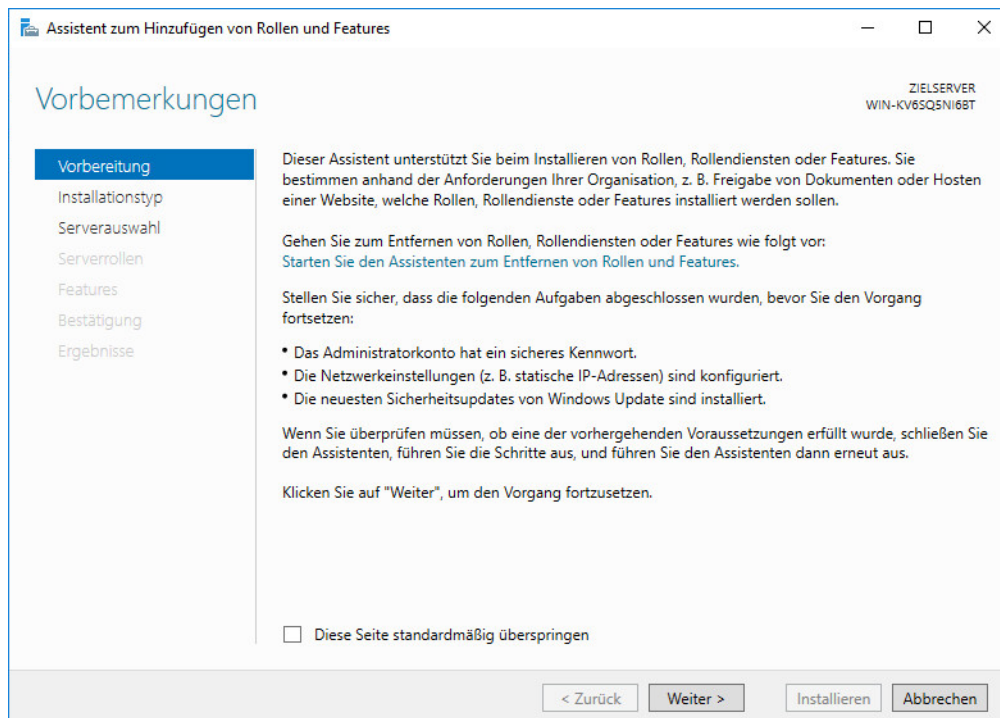 Assistent zum Hinzufügen von Rollen und Features
Vorbemerkungen
ZIELSERVER
WIN-KV6SQ5NI6BT
Vorbereitung
Installationstyp
Serverauswahl
Serverrollen
Features
Bestätigung
Ergebnisse
Dieser Assistent unterstützt Sie beim Installieren von Rollen, Rollendiensten oder Features. Sie
bestimmen anhand der Anforderungen Ihrer Organisation, z. B. Freigabe von Dokumenten oder Hosten
einer Website, welche Rollen, Rollendienste oder Features installiert werden sollen.
Gehen Sie zum Entfernen von Rollen, Rollendiensten oder Features wie folgt vor:
Starten Sie den Assistenten zum Entfernen von Rollen und Features.
Stellen Sie sicher, dass die folgenden Aufgaben abgeschlossen wurden, bevor Sie den Vorgang
fortsetzen:
• Das Administratorkonto hat ein sicheres Kennwort.
• Die Netzwerkeinstellungen (z. B. statische IP-Adressen) sind konfiguriert.
• Die neuesten Sicherheitsupdates von Windows Update sind installiert.
Wenn Sie überprüfen müssen, ob eine der vorhergehenden Voraussetzungen erfüllt wurde, schließen Sie
den Assistenten, führen Sie die Schritte aus, und führen Sie den Assistenten dann erneut aus.
Klicken Sie auf "Weiter", um den Vorgang fortzusetzen.
Diese Seite standardmäßig überspringen
< Zurück
Weiter >
Installieren
Abbrechen